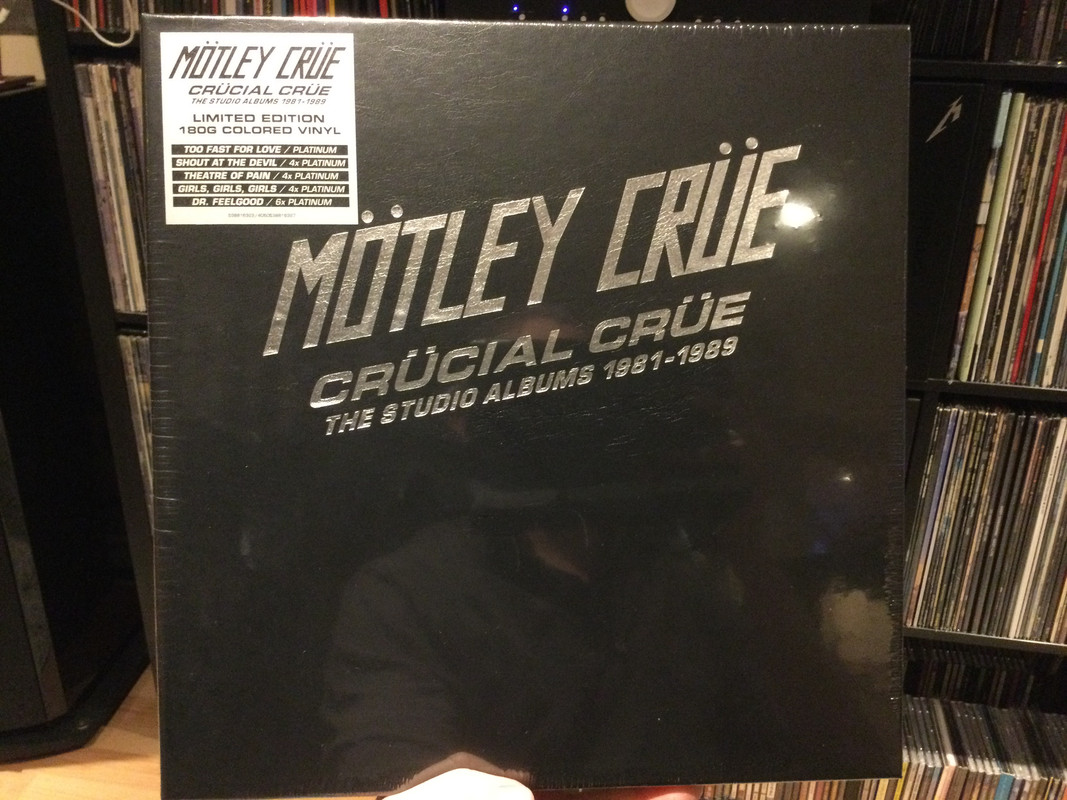 MÖTLEY CRÜE
CRÜCIAL CRÜE
THE STUDIO ALBUMS 1981-1989
LIMITED EDITION
180G COLORED VINYL
TOO FAST FOR LOVE / PLATINUM
SHOUT AT THE DEVIL / 4x PLATINUM
THEATRE OF PAIN / 4x PLATINUM
GIRLS, GIRLS, GIRLS / 4x PLATINUM
DR. FEELGOOD / 6x PLATINUM
MÖTLEY CRÜE
CRÜCIAL CRÜE
THE STUDIO ALBUMS 1981-1989